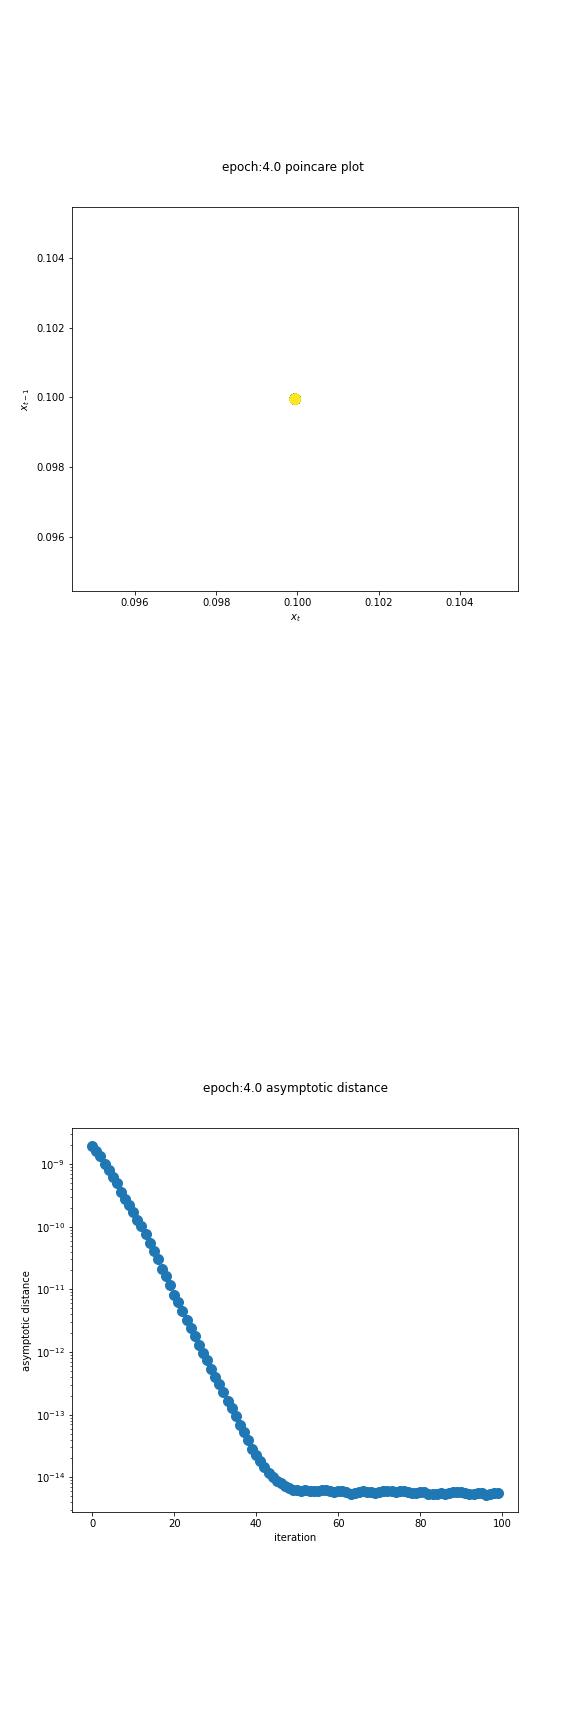 epoch:4.0 poincare plot
0.104
0.102
0.100
0.098
0.096
x_{t-1}
0.096 0.098 0.100 0.102 0.104
x_t
epoch:4.0 asymptotic distance
10^{-9}
10^{-10}
10^{-11}
10^{-12}
10^{-13}
10^{-14}
asymptotic distance
0 20 40 60 80 100
iteration